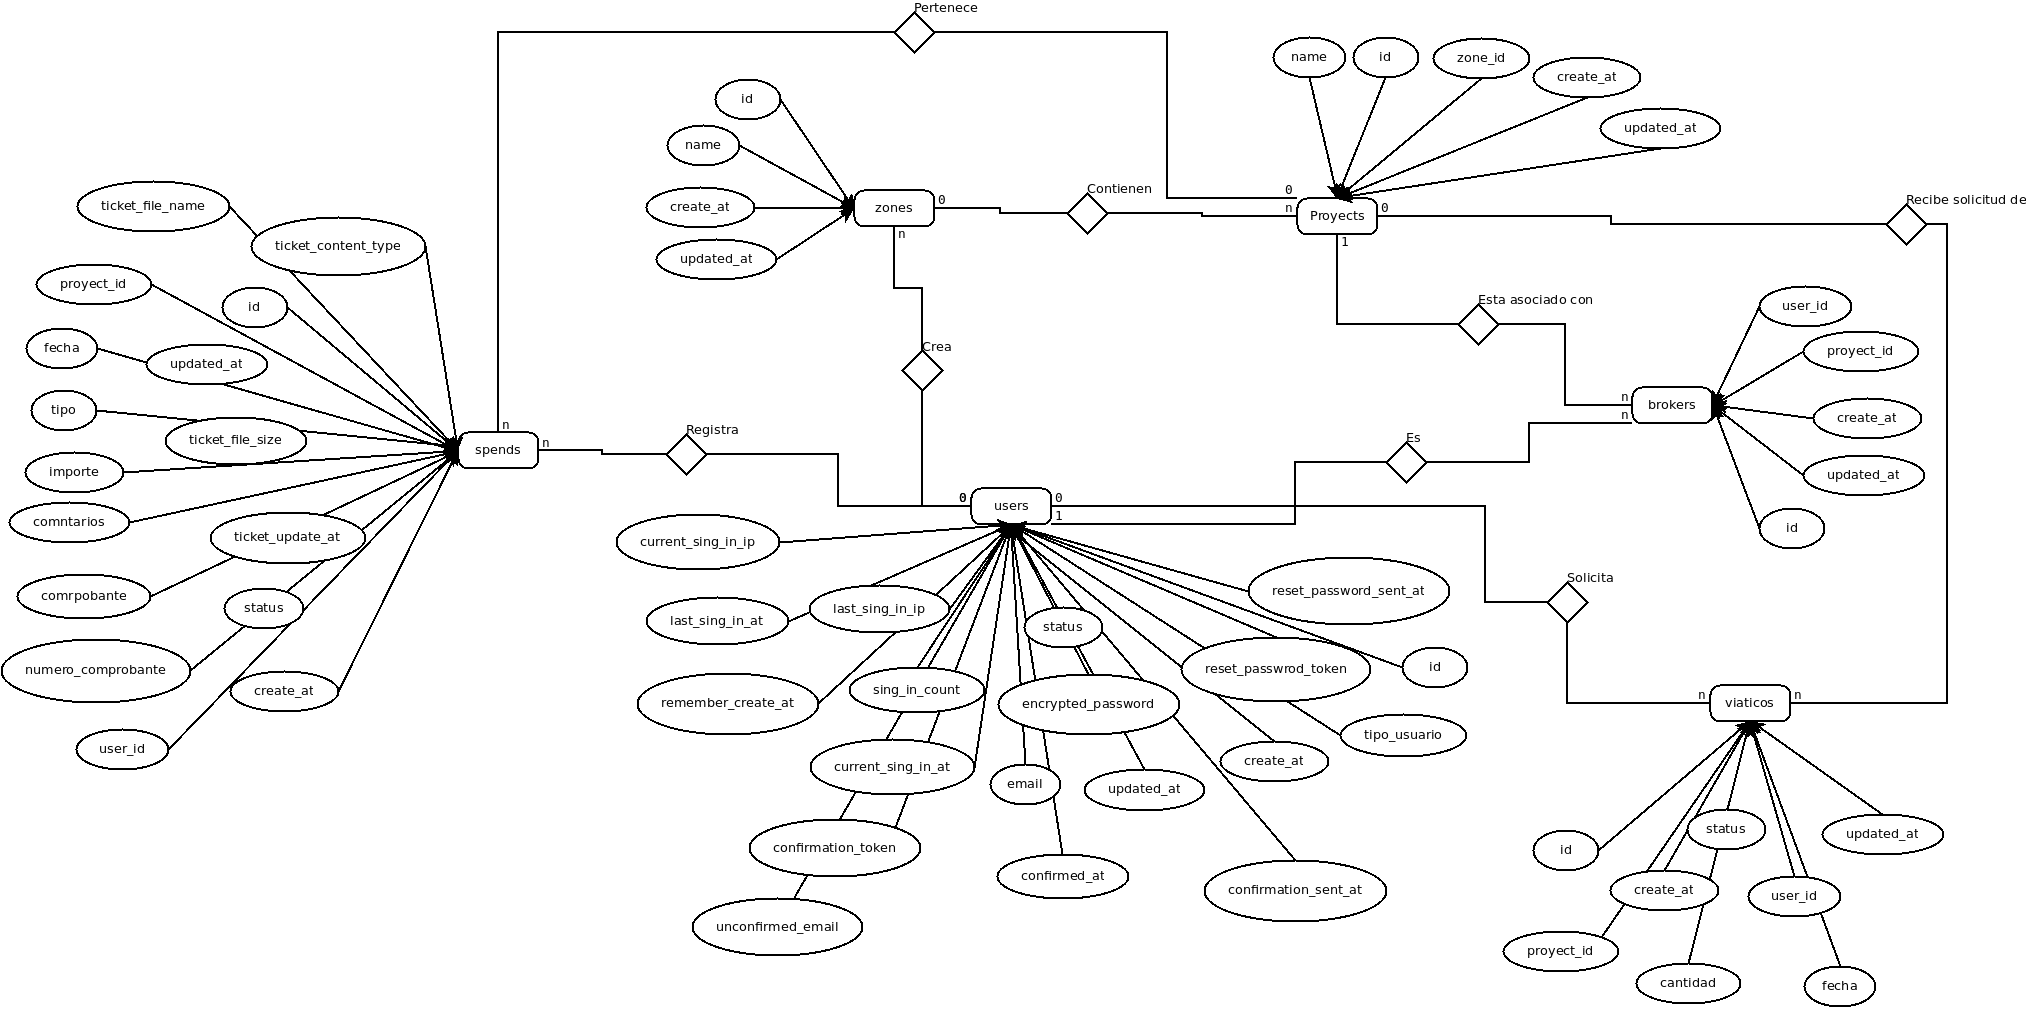 Pertenece
name
id
zone_id
create_at
updated_at
id
name
create_at
updated_at
zones
0
n
Contienen
0
n
Proyects
0
1
Recibe solicitud de
ticket_file_name
ticket_content_type
proyect_id
id
fecha
updated_at
tipo
ticket_file_size
importe
comntarios
ticket_update_at
comrpobante
status
numero_comprobante
create_at
user_id
spends
n
n
Registra
Crea
Esta asociado con
user_id
proyect_id
brokers
n
n
create_at
updated_at
id
Es
0
users
0
1
Solicita
current_sing_in_ip
last_sing_in_at
last_sing_in_ip
status
reset_password_sent_at
reset_passwrod_token
id
remember_create_at
sing_in_count
encrypted_password
tipo_usuario
current_sing_in_at
email
updated_at
create_at
confirmation_token
confirmed_at
confirmation_sent_at
unconfirmed_email
n
viaticos
n
id
status
updated_at
create_at
user_id
proyect_id
cantidad
fecha